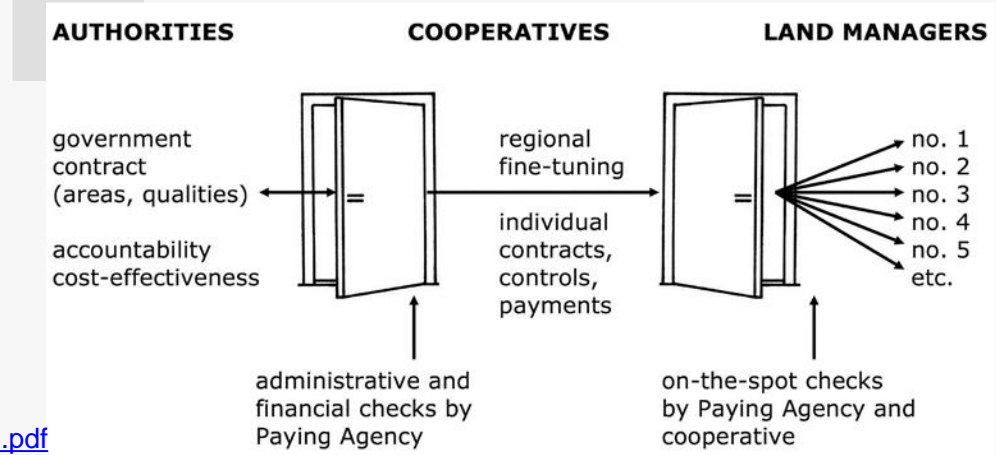 AUTHORITIES
COOPERATIVES
LAND MANAGERS
government
contract
(areas, qualities)
accountability
cost-effectiveness
regional
fine-tuning
individual
contracts,
controls,
payments
no. 1
no. 2
no. 3
no. 4
no. 5
etc.
administrative and
financial checks by
Paying Agency
on-the-spot checks
by Paying Agency and
cooperative
.pdf